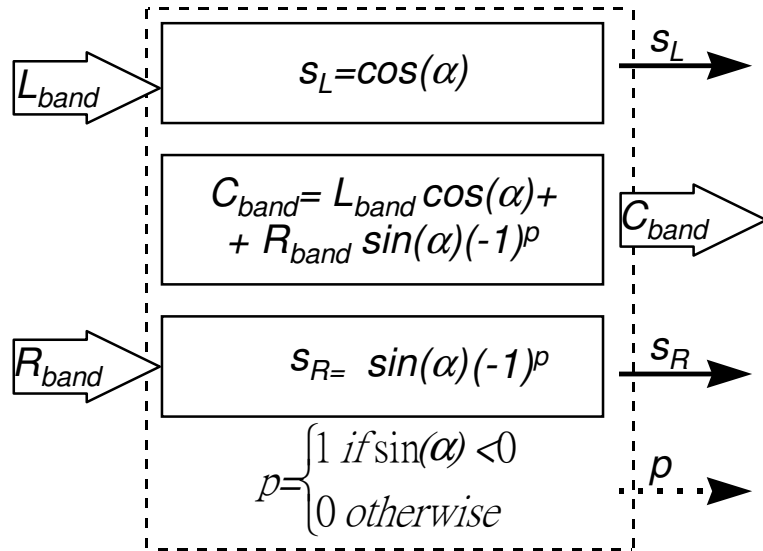 L_band
s_L=cos(α)
s_L
C_band= L_band cos(α)+
+ R_band sin(α)(-1)^p
C_band
R_band
s_R= sin(α)(-1)^p
s_R
p={1 if sin(α) <0
0 otherwise
p